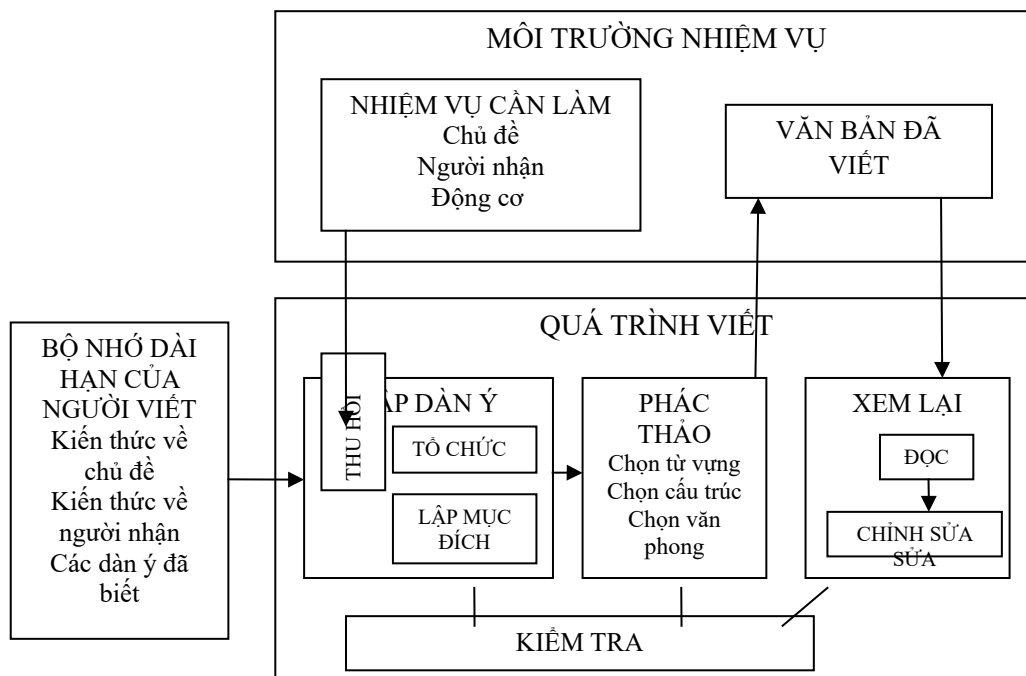 MÔI TRƯỜNG NHIỆM VỤ
NHIỆM VỤ CẦN LÀM
Chủ đề
Người nhận
Động cơ
VĂN BẢN ĐÃ
VIẾT
QUÁ TRÌNH VIẾT
BỘ NHỚ DÀI
HẠN CỦA
NGƯỜI VIẾT
Kiến thức về
chủ đề
Kiến thức về
người nhận
Các dàn ý đã
biết
THU HỒI
DÀN Ý
TỔ CHỨC
LẬP MỤC
ĐÍCH
PHÁC
THẢO
Chọn từ vựng
Chọn cấu trúc
Chọn văn
phong
XEM LẠI
ĐỌC
CHỈNH SỬA
SỬA
KIỂM TRA